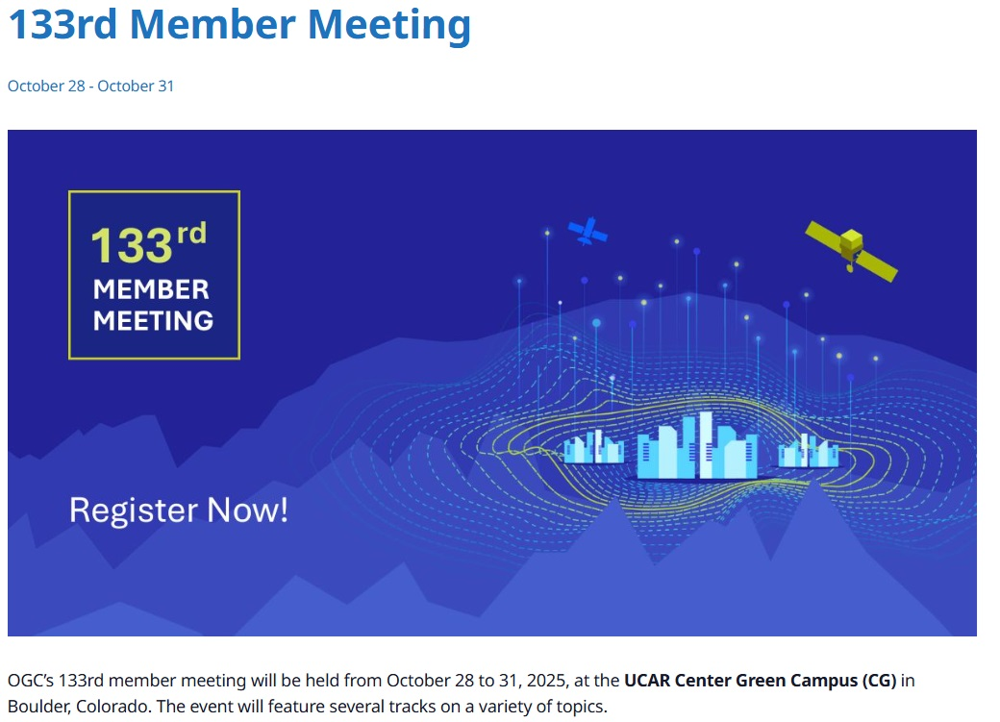 133rd Member Meeting
October 28 - October 31
133rd
MEMBER
MEETING
Register Now!
OGC’s 133rd member meeting will be held from October 28 to 31, 2025, at the UCAR Center Green Campus (CG) in
Boulder, Colorado. The event will feature several tracks on a variety of topics.